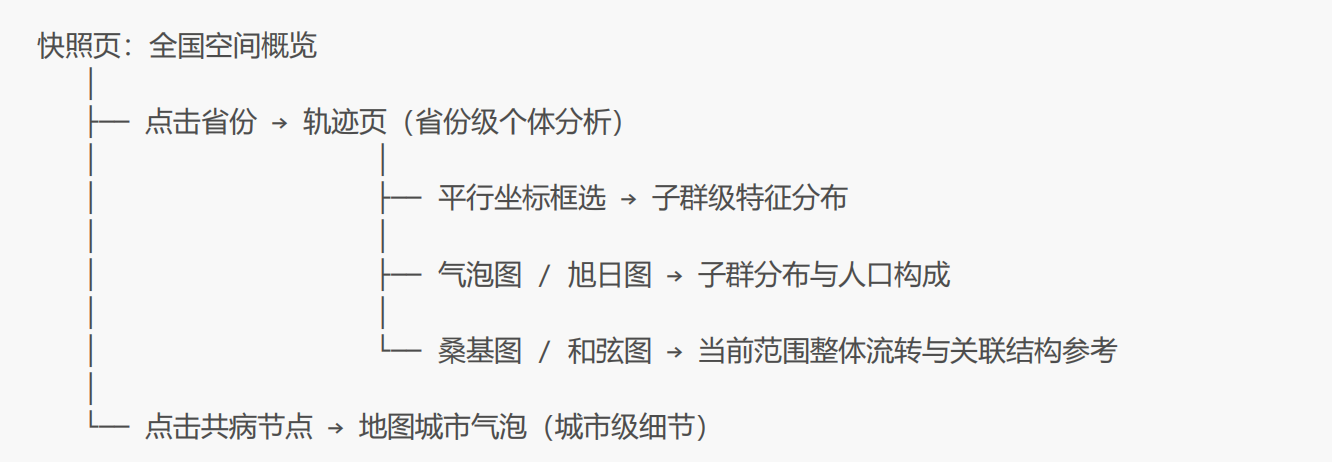 快照页：全国空间概览
点击省份 → 轨迹页（省份级个体分析）
平行坐标框选 → 子群级特征分布
气泡图 / 旭日图 → 子群分布与人口构成
桑基图 / 和弦图 → 当前范围整体流转与关联结构参考
点击共病节点 → 地图城市气泡（城市级细节）